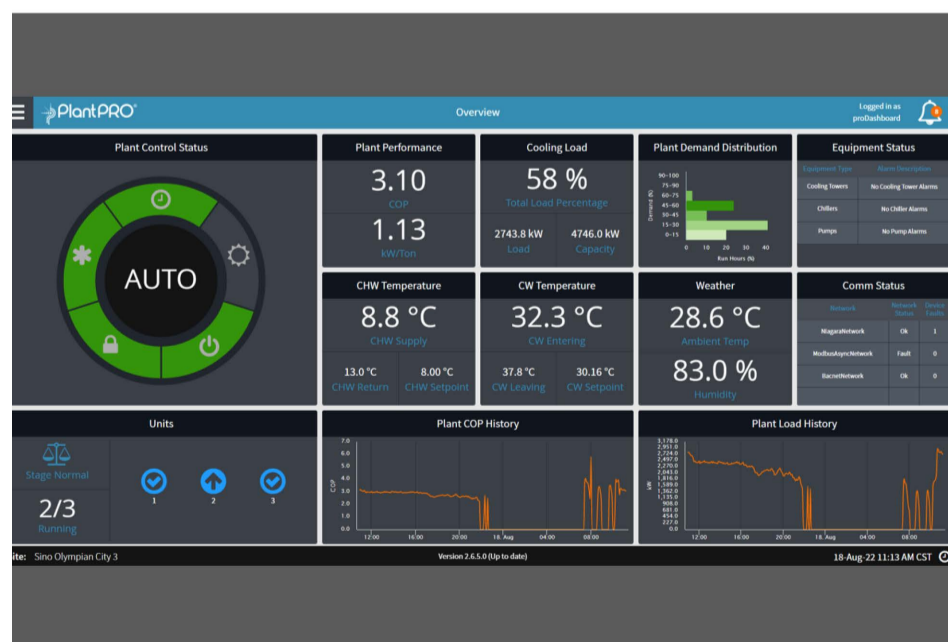 PlantPRO
Overview
Logged in as
proDashboard
8
Plant Control Status
AUTO
Plant Performance
3.10
COP
1.13
kW/Ton
Cooling Load
58 %
Total Load Percentage
2743.8 kW
Load
4746.0 kW
Capacity
Plant Demand Distribution
Demand (%)
90-100
75-90
60-75
45-60
30-45
15-30
0-15
0 10 20 30 40
Run Hours (%)
Equipment Status
Equipment Type Alarm Description
Cooling Towers No Cooling Tower Alarms
Chillers No Chiller Alarms
Pumps No Pump Alarms
CHW Temperature
8.8 °C
CHW Supply
13.0 °C
CHW Return
8.00 °C
CHW Setpoint
CW Temperature
32.3 °C
CW Entering
37.8 °C
CW Leaving
30.16 °C
CW Setpoint
Weather
28.6 °C
Ambient Temp
83.0 %
Humidity
Comm Status
Network Network Status Device Faults
NiagaraNetwork Ok 1
ModbusAsyncNetwork Fault 0
BacnetNetwork Ok 0
Units
Stage Normal
2/3
Running
1 2 3
Plant COP History
COP
7.0
6.0
5.0
4.0
3.0
2.0
1.0
0.0
12:00 16:00 20:00 18. Aug 04:00 08:00
Plant Load History
kW
3,178.0
2,951.0
2,724.0
2,497.0
2,270.0
2,043.0
1,816.0
1,589.0
1,362.0
1,135.0
908.0
681.0
454.0
227.0
0.0
12:00 16:00 20:00 18. Aug 04:00 08:00
ite: Sino Olympian City 3
Version 2.6.5.0 (Up to date)
18-Aug-22 11:13 AM CST